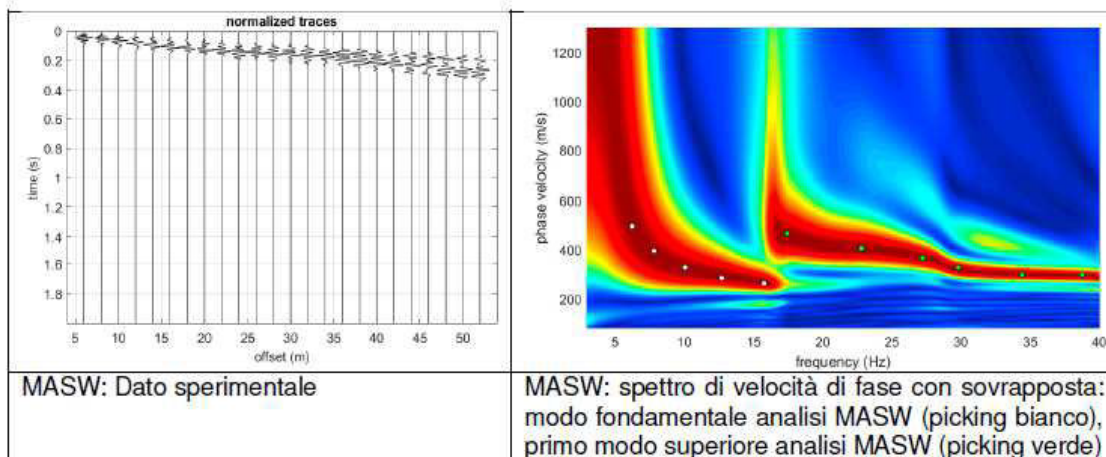 normalized traces
0
0.2
0.4
0.6
0.8
1
1.2
1.4
1.6
1.8
time (s)
5 10 15 20 25 30 35 40 45 50
offset (m)
1200
1000
800
600
400
200
phase velocity (m/s)
5 10 15 20 25 30 35 40
frequency (Hz)
MASW: Dato sperimentale
MASW: spettro di velocità di fase con sovrapposta:
modo fondamentale analisi MASW (picking bianco),
primo modo superiore analisi MASW (picking verde)